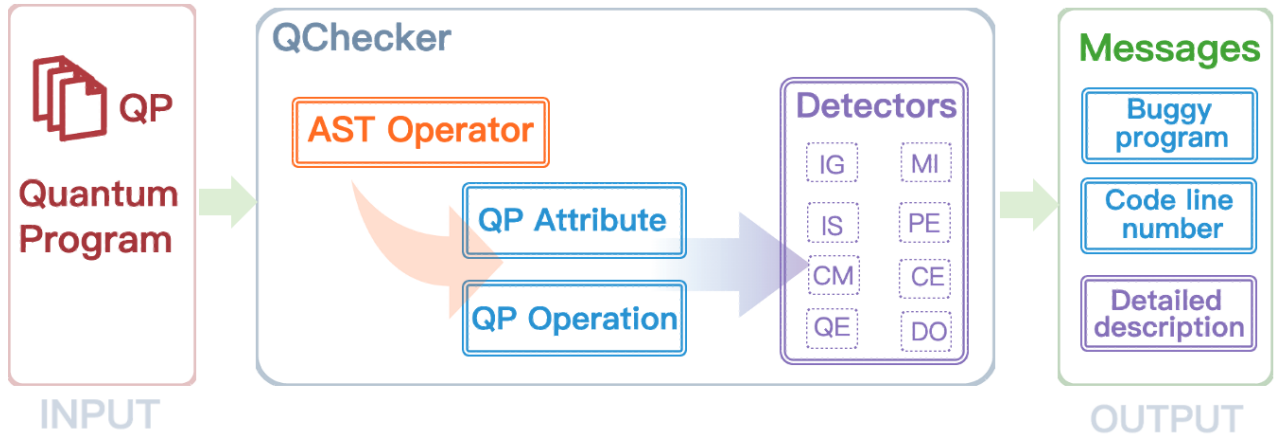 QP
Quantum
Program
INPUT
QChecker
AST Operator
QP Attribute
QP Operation
Detectors
IG MI
IS PE
CM CE
QE DO
Messages
Buggy
program
Code line
number
Detailed
description
OUTPUT